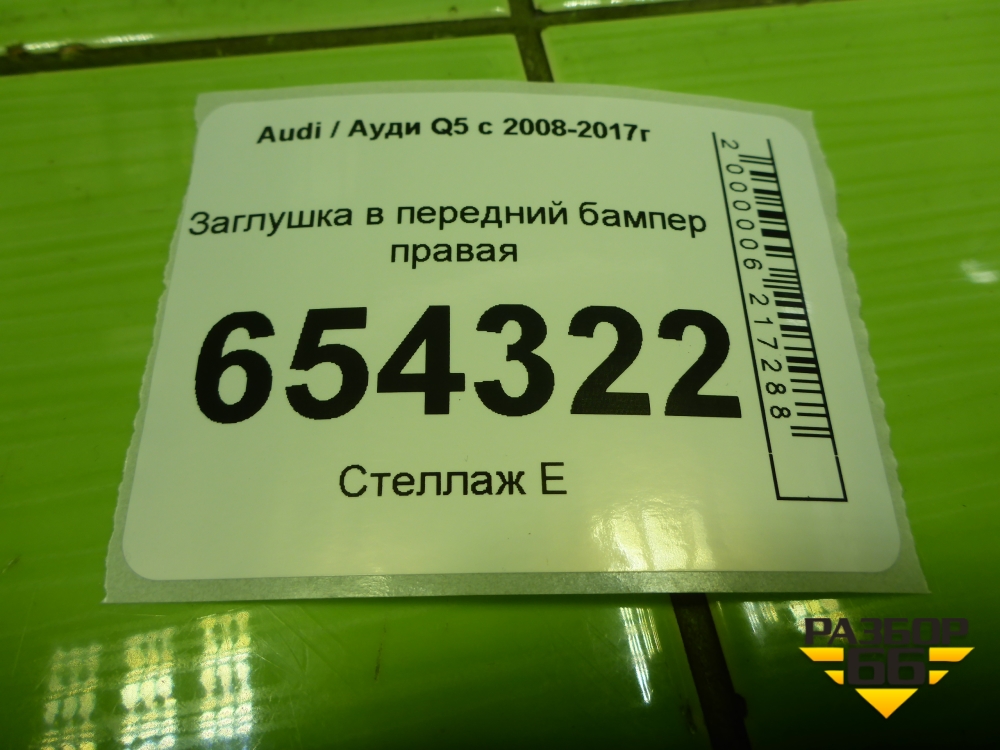 Audi / Ауди Q5 с 2008-2017г
Заглушка в передний бампер
правая
654322
Стеллаж Е
2000006217288
РАЗБОР
66